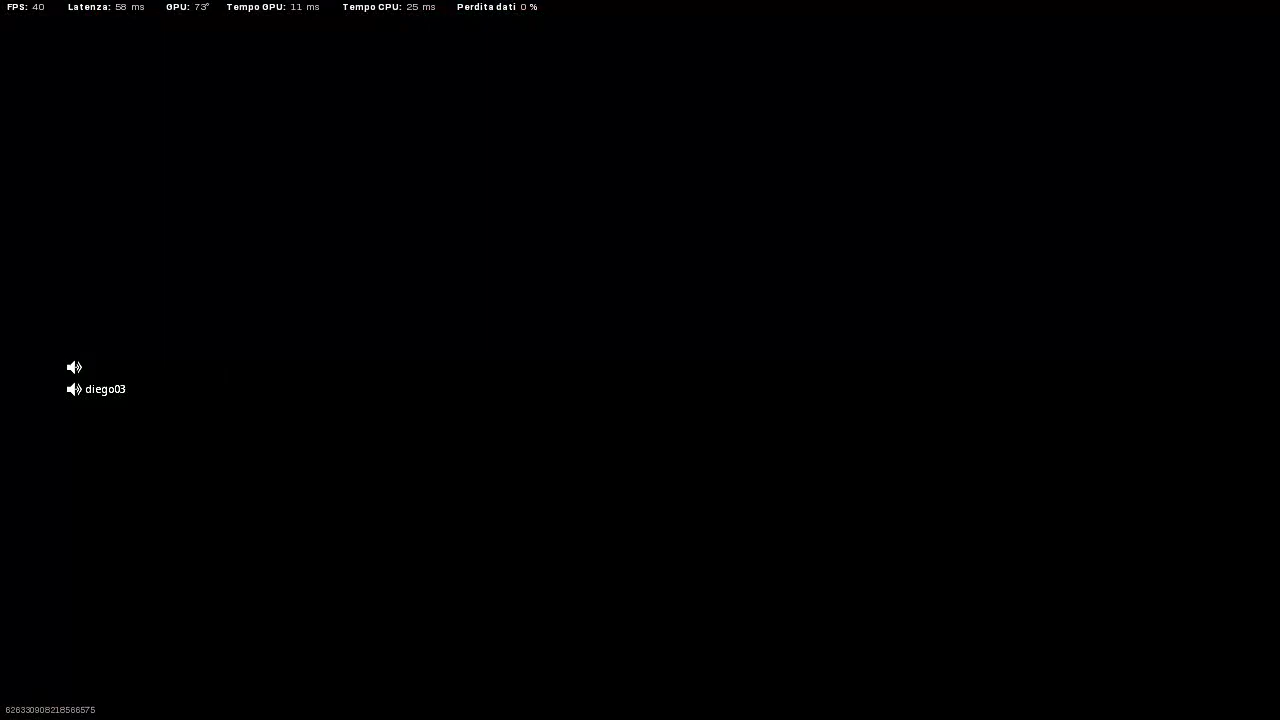 FPS: 40 Latenza: 58 ms GPU: 73° Tempo GPU: 11 ms Tempo CPU: 25 ms Perdita dati 0 %
diego03
626330908218566575